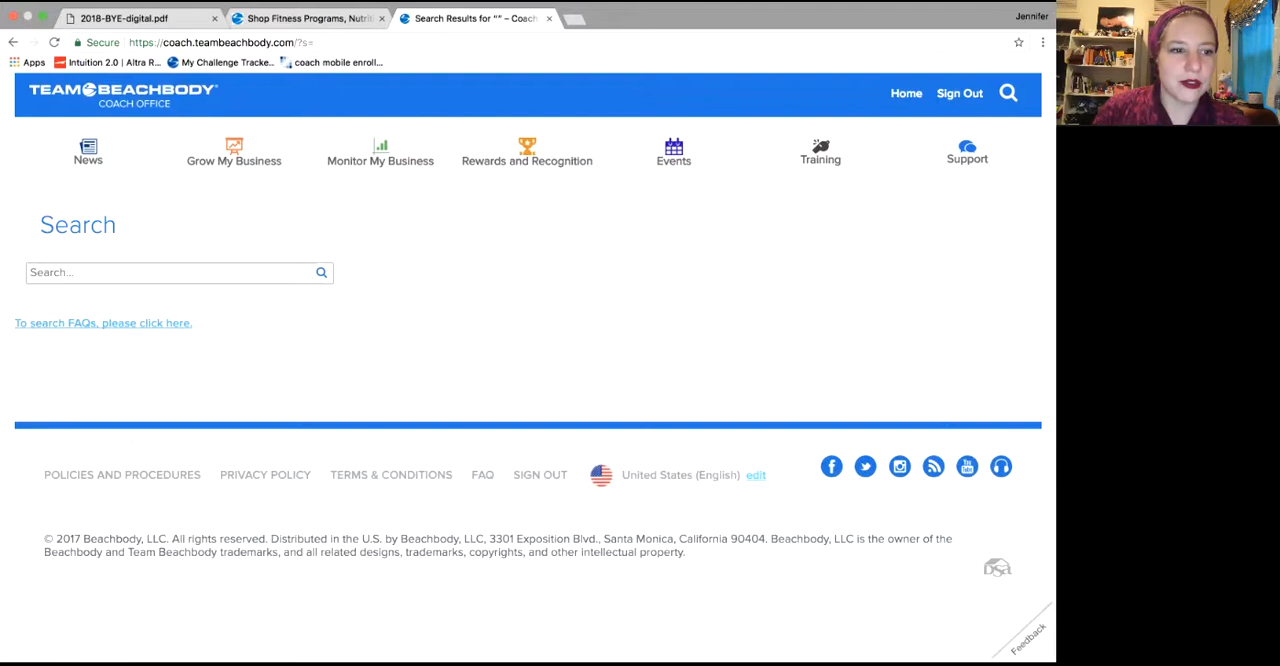 2018-BYE-digital.pdf
Shop Fitness Programs, Nutriti
Search Results for "" – Coach
Jennifer
Secure
https://coach.teambeachbody.com/?s=
Apps
Intuition 2.0 | Altra R...
My Challenge Tracke...
coach mobile enroll...
TEAM BEACHBODY
COACH OFFICE
Home
Sign Out
News
Grow My Business
Monitor My Business
Rewards and Recognition
Events
Training
Support
Search
Search...
To search FAQs, please click here.
POLICIES AND PROCEDURES
PRIVACY POLICY
TERMS & CONDITIONS
FAQ
SIGN OUT
United States (English) edit
© 2017 Beachbody, LLC. All rights reserved. Distributed in the U.S. by Beachbody, LLC, 3301 Exposition Blvd., Santa Monica, California 90404. Beachbody, LLC is the owner of the
Beachbody and Team Beachbody trademarks, and all related designs, trademarks, copyrights, and other intellectual property.
DSA
Feedback